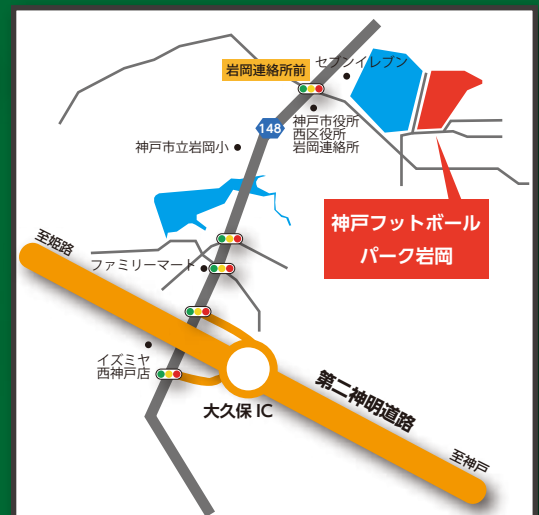 セブンイレブン
岩岡連絡所前
神戸市役所
西区役所
岩岡連絡所
148
神戸市立岩岡小
神戸フットボール
パーク岩岡
至姫路
ファミリーマート
イズミヤ
西神戸店
大久保 IC
第二神明道路
至神戸